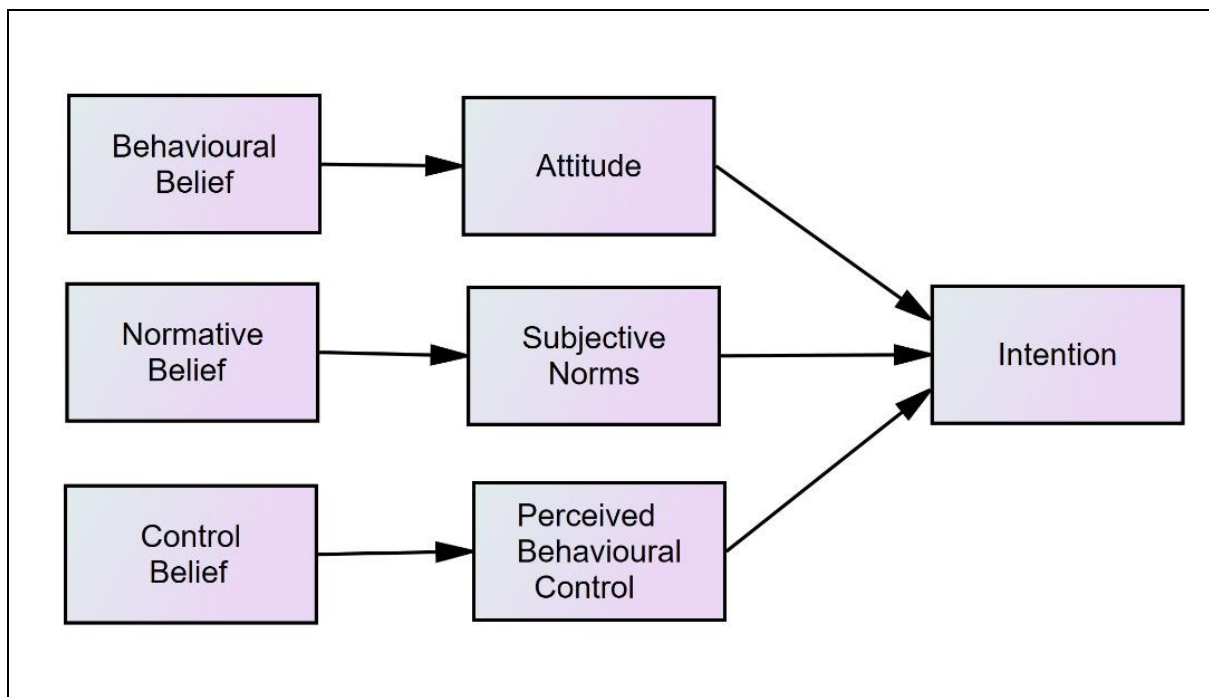 Behavioural
Belief
Attitude
Normative
Belief
Subjective
Norms
Intention
Control
Belief
Perceived
Behavioural
Control